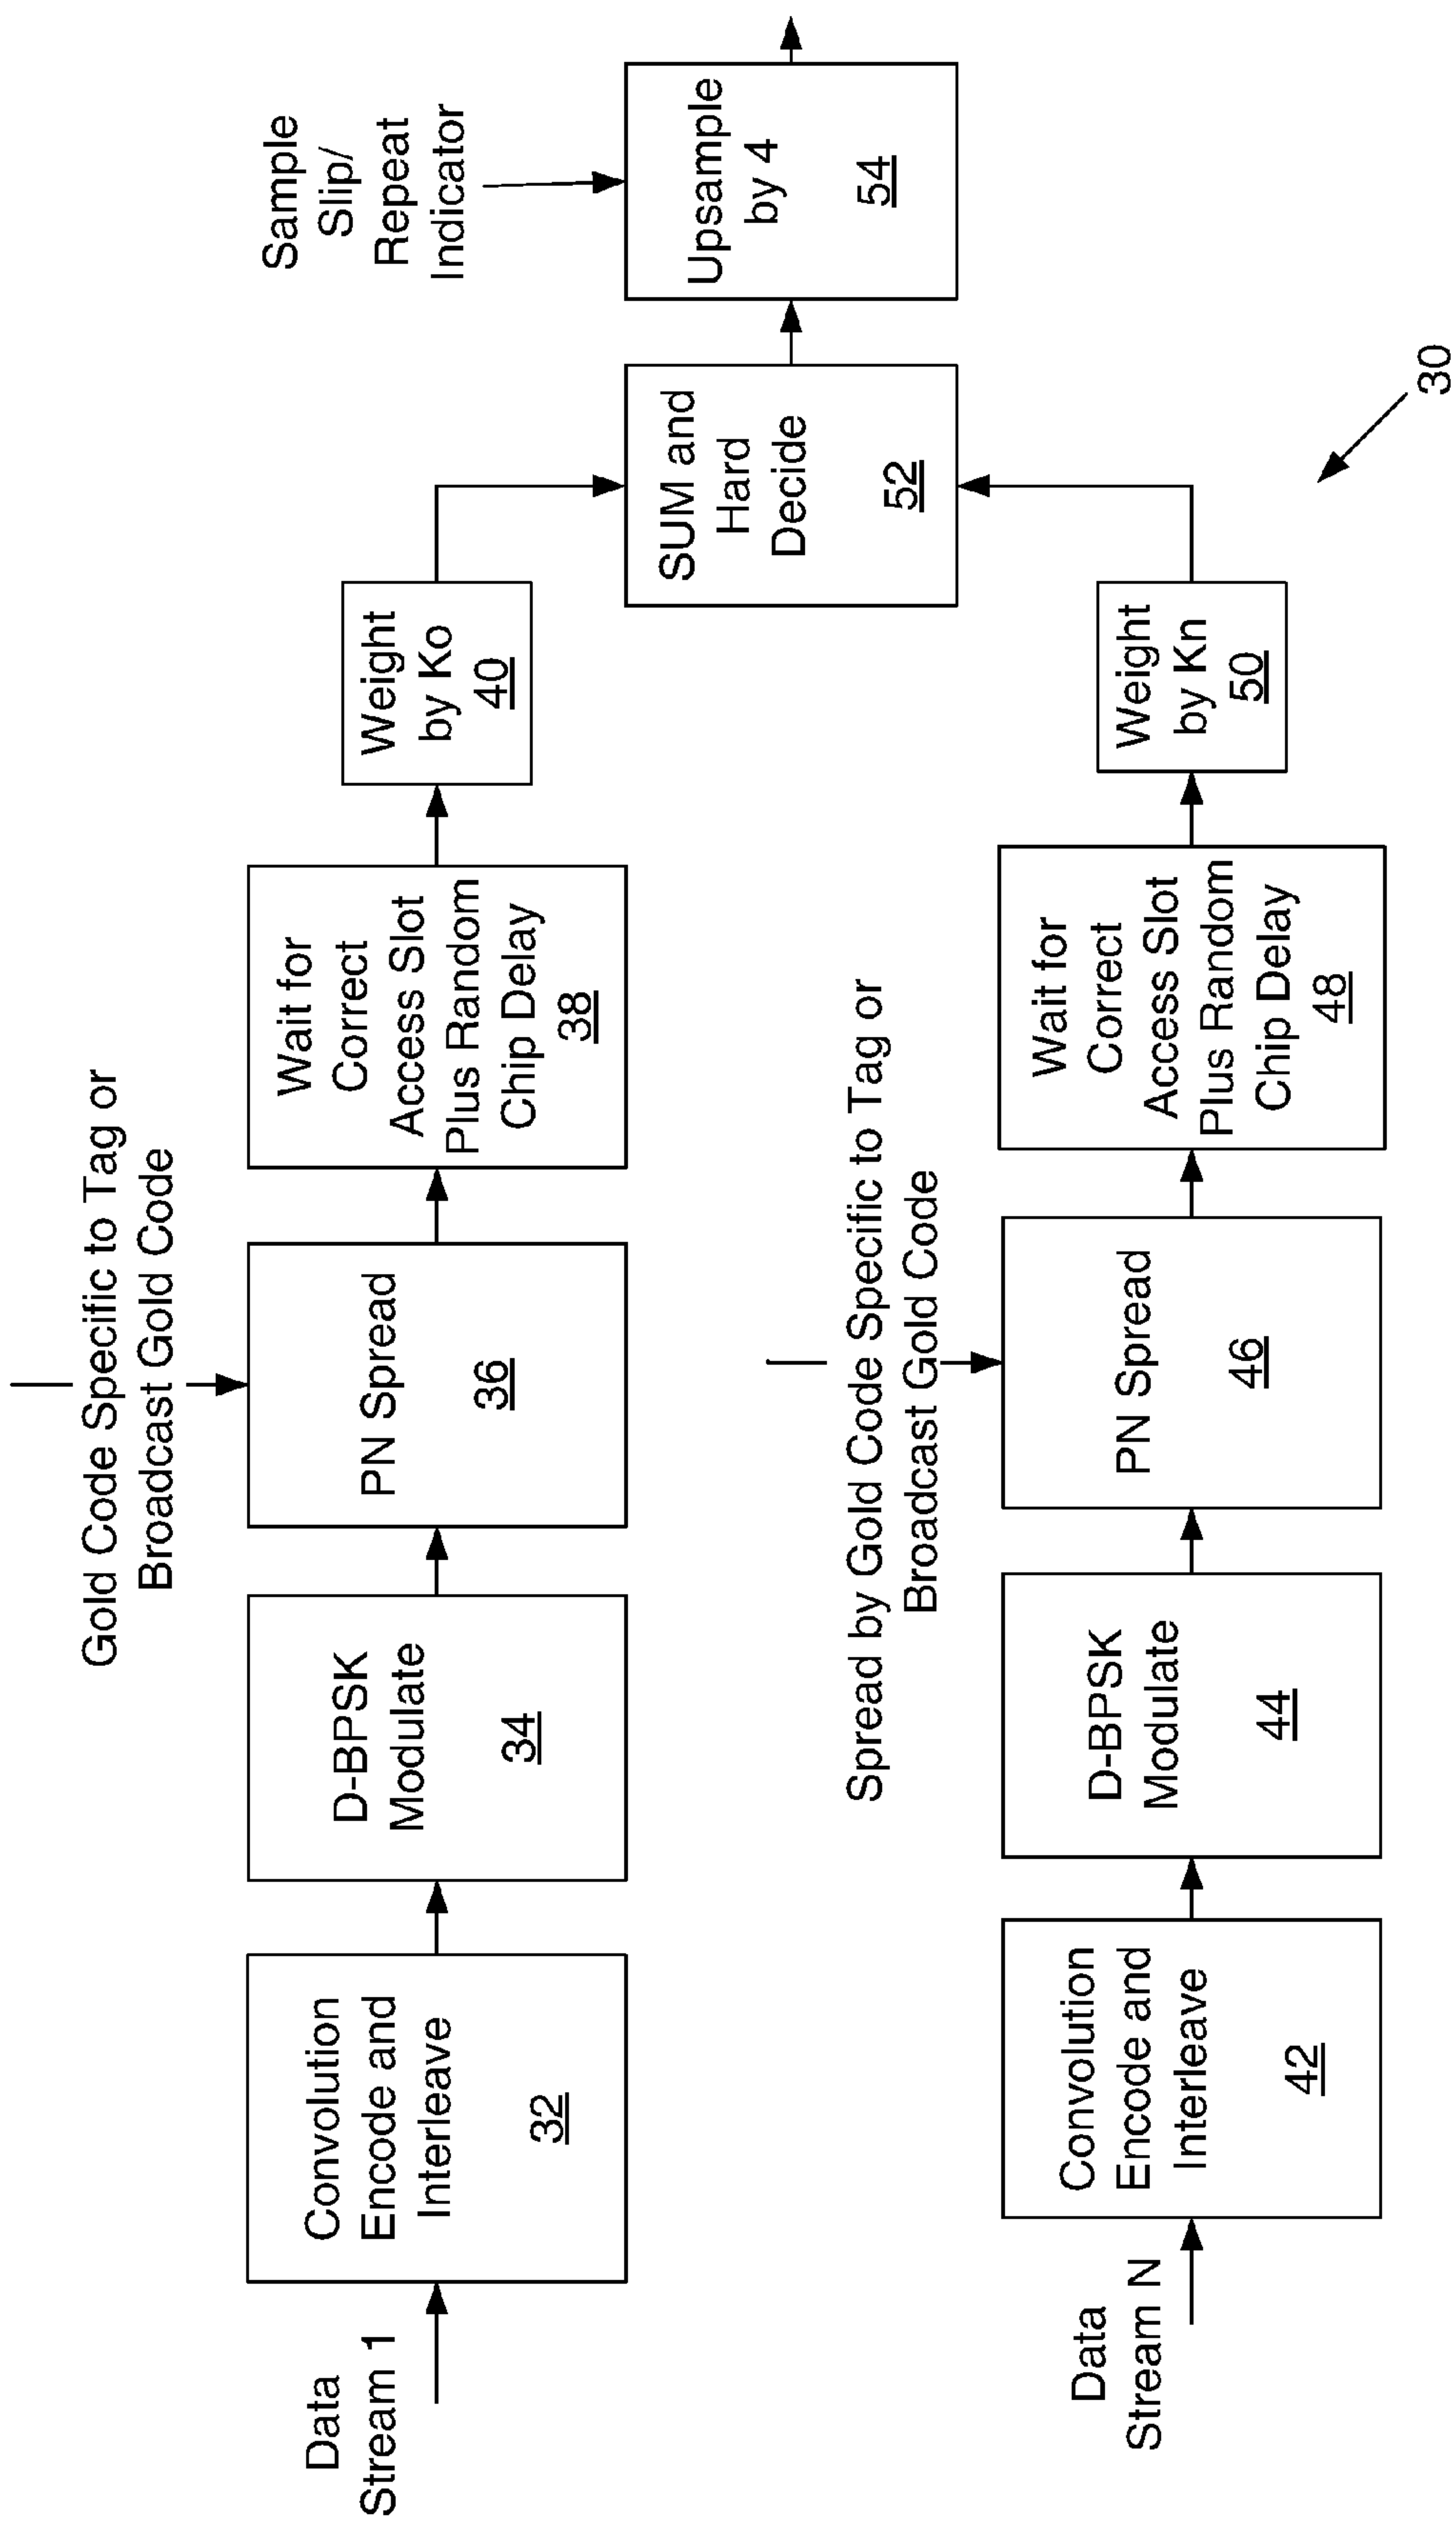 Gold Code Specific to Tag or
Broadcast Gold Code
Sample
Slip/
Repeat
Indicator
Data
Stream 1
Convolution
Encode and
Interleave
32
D-BPSK
Modulate
34
PN Spread
36
Wait for
Correct
Access Slot
Plus Random
Chip Delay
38
Weight
by Ko
40
SUM and
Hard
Decide
52
Upsample
by 4
54
Spread by Gold Code Specific to Tag or
Broadcast Gold Code
Data
Stream N
Convolution
Encode and
Interleave
42
D-BPSK
Modulate
44
PN Spread
46
Wait for
Correct
Access Slot
Plus Random
Chip Delay
48
Weight
by Kn
50
30